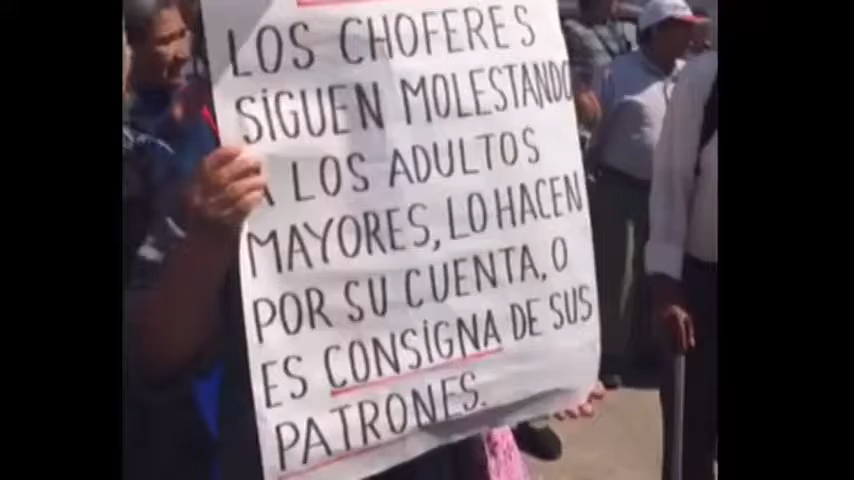 LOS CHOFERES
SIGUEN MOLESTANDO
A LOS ADULTOS
MAYORES, LO HACEN
POR SU CUENTA, O
ES CONSIGNA DE SUS
PATRONES.